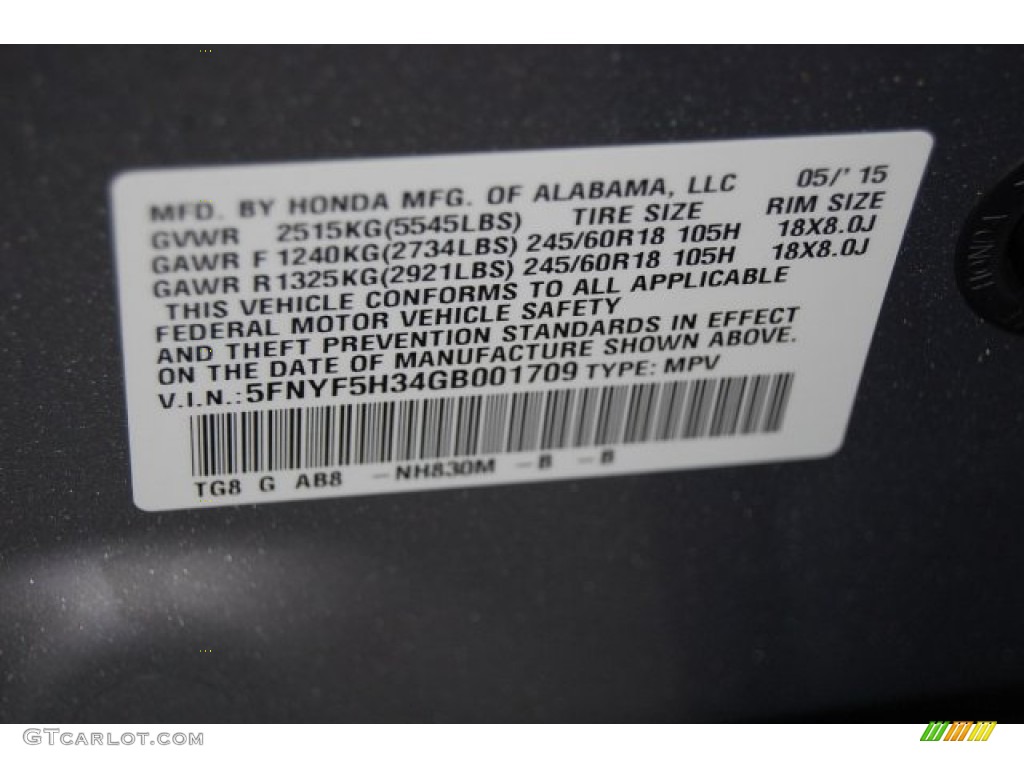 MFD. BY HONDA MFG. OF ALABAMA, LLC 05/' 15
GVWR 2515KG(5545LBS) TIRE SIZE RIM SIZE
GAWR F 1240KG(2734LBS) 245/60R18 105H 18X8.0J
GAWR R 1325KG(2921LBS) 245/60R18 105H 18X8.0J
THIS VEHICLE CONFORMS TO ALL APPLICABLE
FEDERAL MOTOR VEHICLE SAFETY
AND THEFT PREVENTION STANDARDS IN EFFECT
ON THE DATE OF MANUFACTURE SHOWN ABOVE.
V.I.N.: 5FNYF5H34GB001709 TYPE: MPV
TG8 G AB8 -NH830M -B -B
GTCARLOT.COM